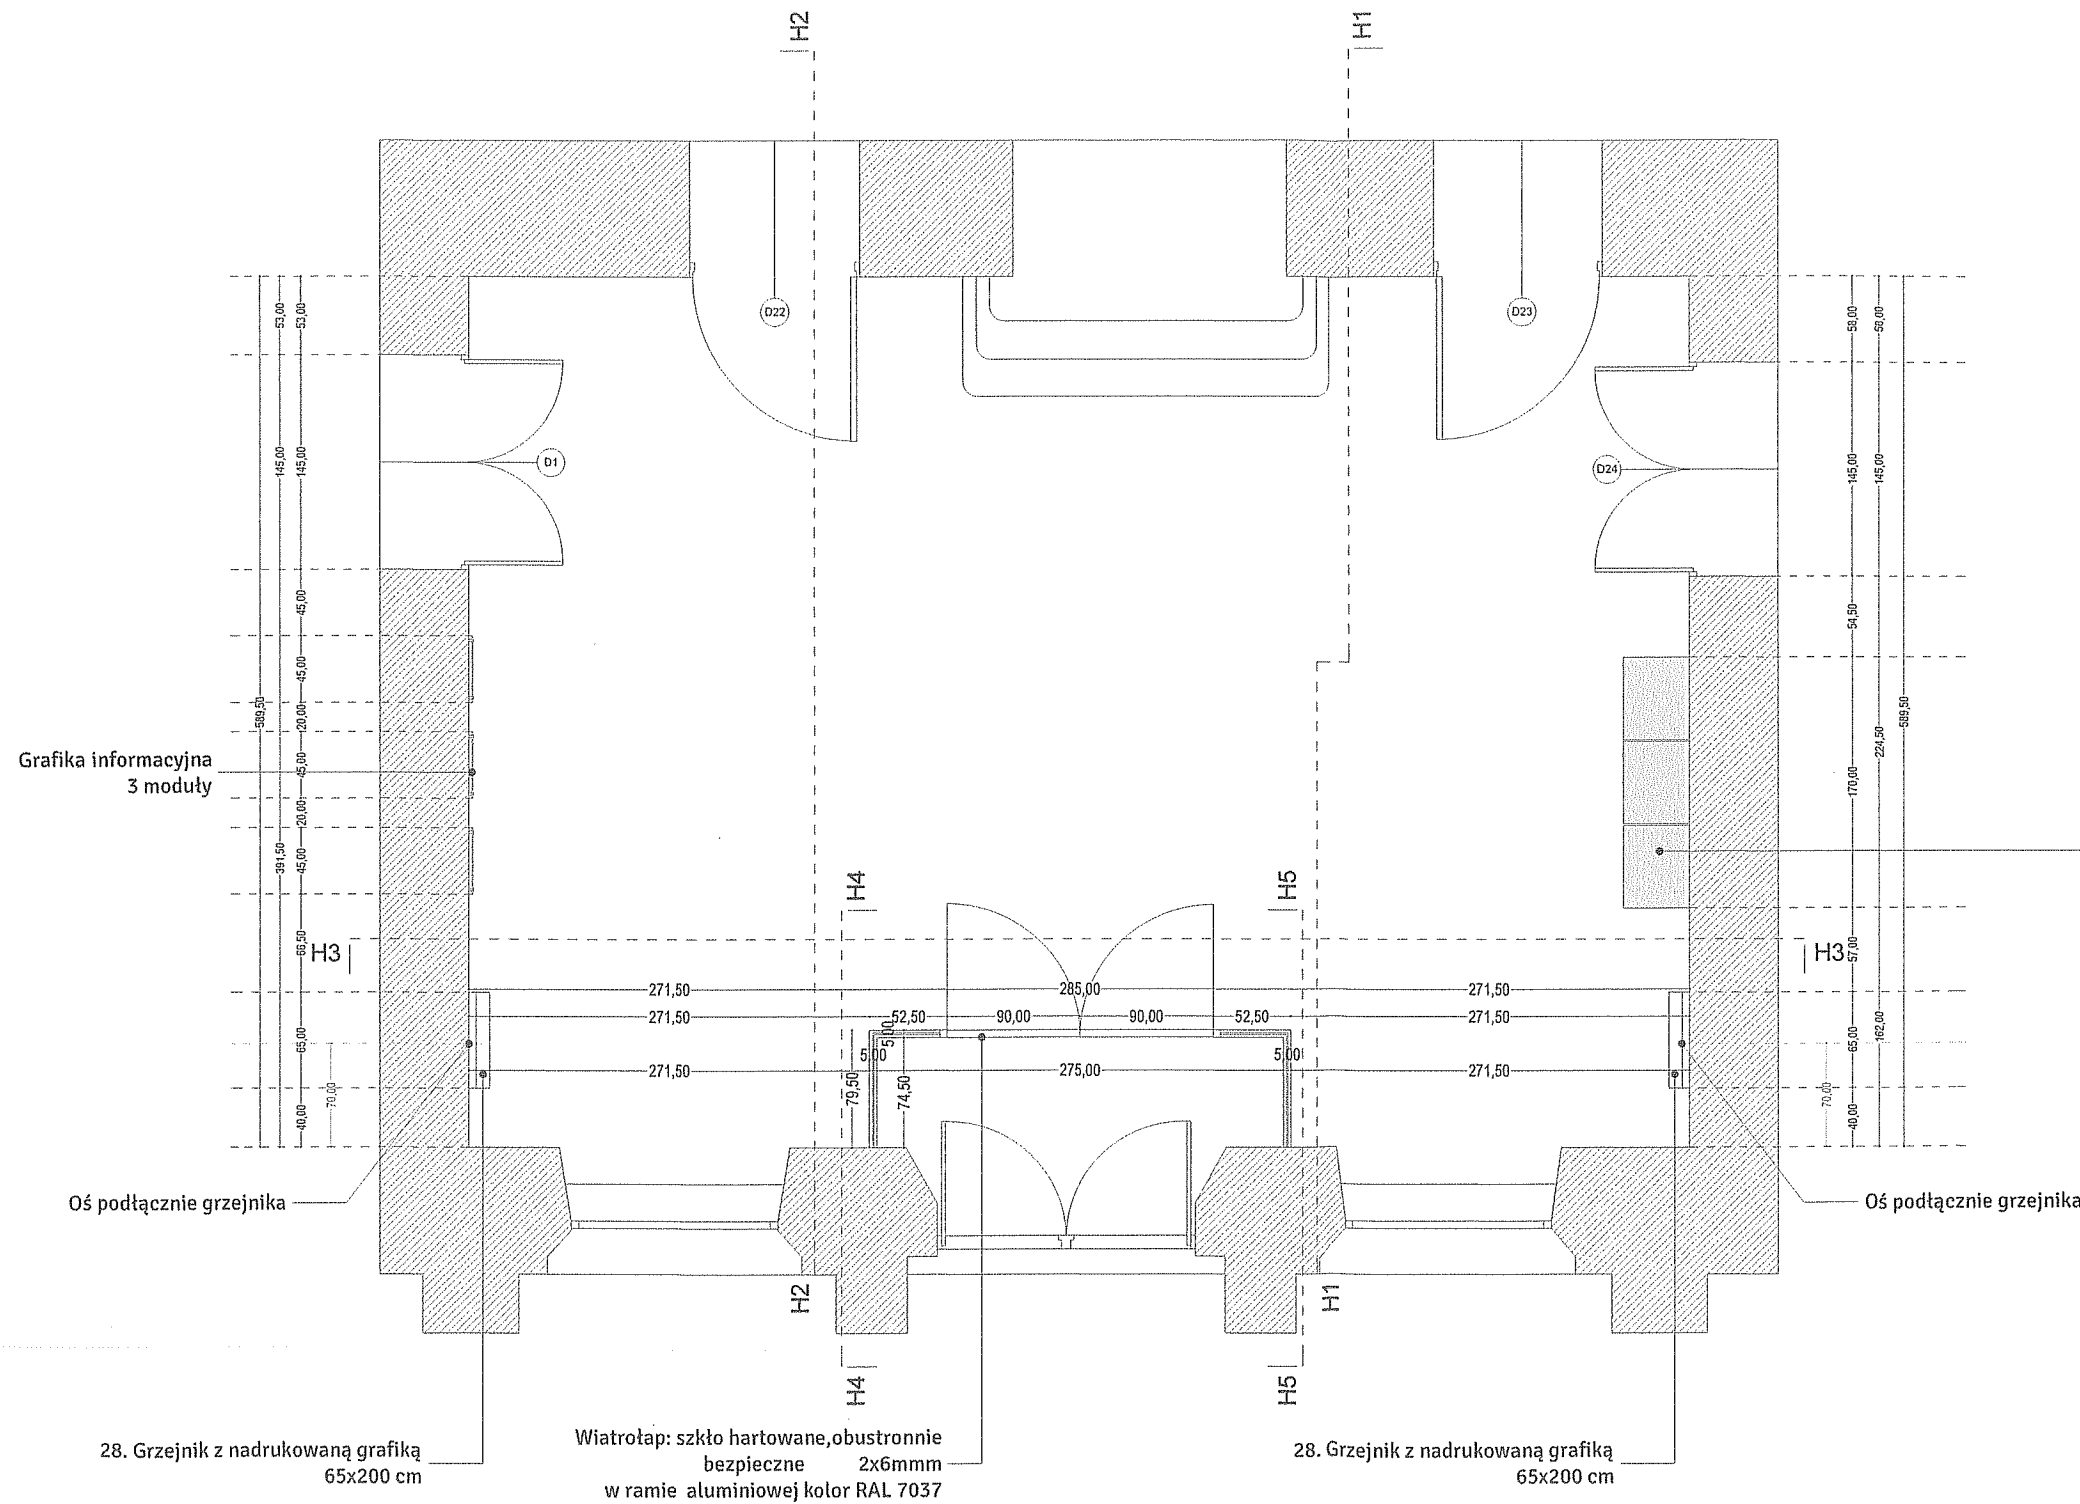 H2
H1
D22
D23
D1
D24
53,00
53,00
145,00
145,00
45,00
45,00
589,50
20,00
45,00
20,00
391,50
45,00
66,50
65,00
70,00
40,00
58,00
58,00
145,00
145,00
54,50
589,50
224,50
170,00
57,00
65,00
162,00
70,00
40,00
Grafika informacyjna
3 moduły
H4
H5
H3
H3
271,50
285,00
271,50
271,50
52,50
90,00
90,00
52,50
271,50
5,00
5,00
5,00
271,50
275,00
271,50
79,50
74,50
Oś podłącznie grzejnika
Oś podłącznie grzejnika
H2
H1
H4
H5
28. Grzejnik z nadrukowaną grafiką
65x200 cm
Wiatrołap: szkło hartowane,obustronnie
bezpieczne 2x6mmm
w ramie aluminiowej kolor RAL 7037
28. Grzejnik z nadrukowaną grafiką
65x200 cm